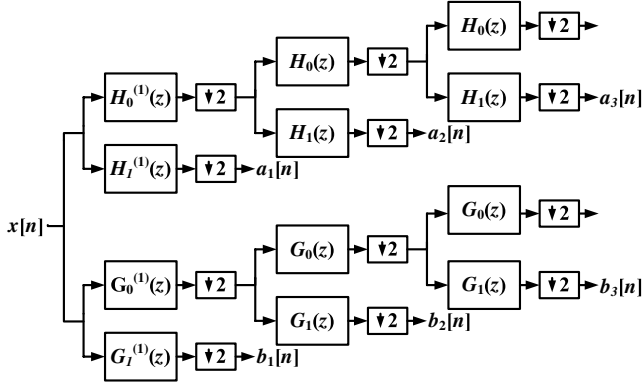 H₀(z) ↓2
H₀(z) ↓2
H₀⁽¹⁾(z) ↓2
H₁(z) ↓2 a₃[n]
H₁(z) ↓2 a₂[n]
H₁⁽¹⁾(z) ↓2 a₁[n]
x[n]
G₀(z) ↓2
G₀(z) ↓2
G₀⁽¹⁾(z) ↓2
G₁(z) ↓2 b₃[n]
G₁(z) ↓2 b₂[n]
G₁⁽¹⁾(z) ↓2 b₁[n]